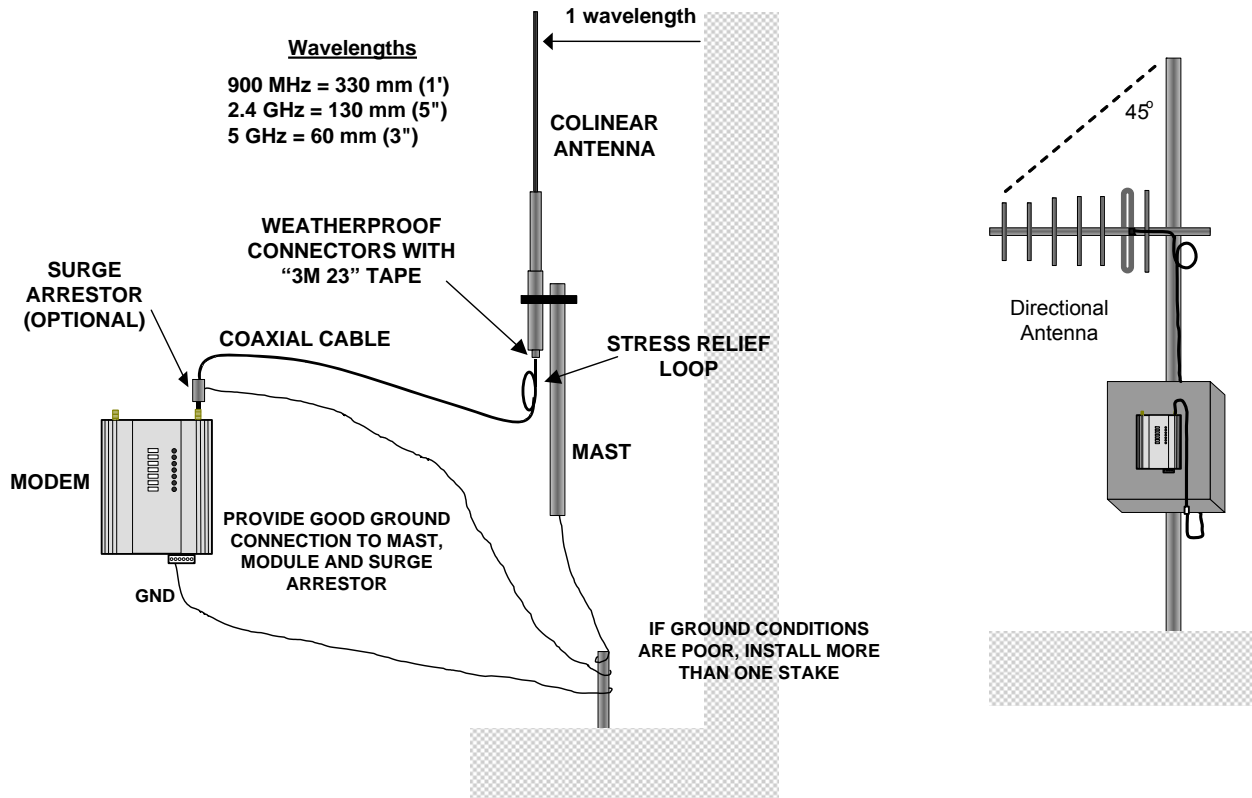 1 wavelength
Wavelengths
900 MHz = 330 mm (1')
2.4 GHz = 130 mm (5")
5 GHz = 60 mm (3")
COLINEAR
ANTENNA
WEATHERPROOF
CONNECTORS WITH
“3M 23” TAPE
SURGE
ARRESTOR
(OPTIONAL)
COAXIAL CABLE
STRESS RELIEF
LOOP
MAST
MODEM
PROVIDE GOOD GROUND
CONNECTION TO MAST,
MODULE AND SURGE
ARRESTOR
GND
IF GROUND CONDITIONS
ARE POOR, INSTALL MORE
THAN ONE STAKE
45o
Directional
Antenna